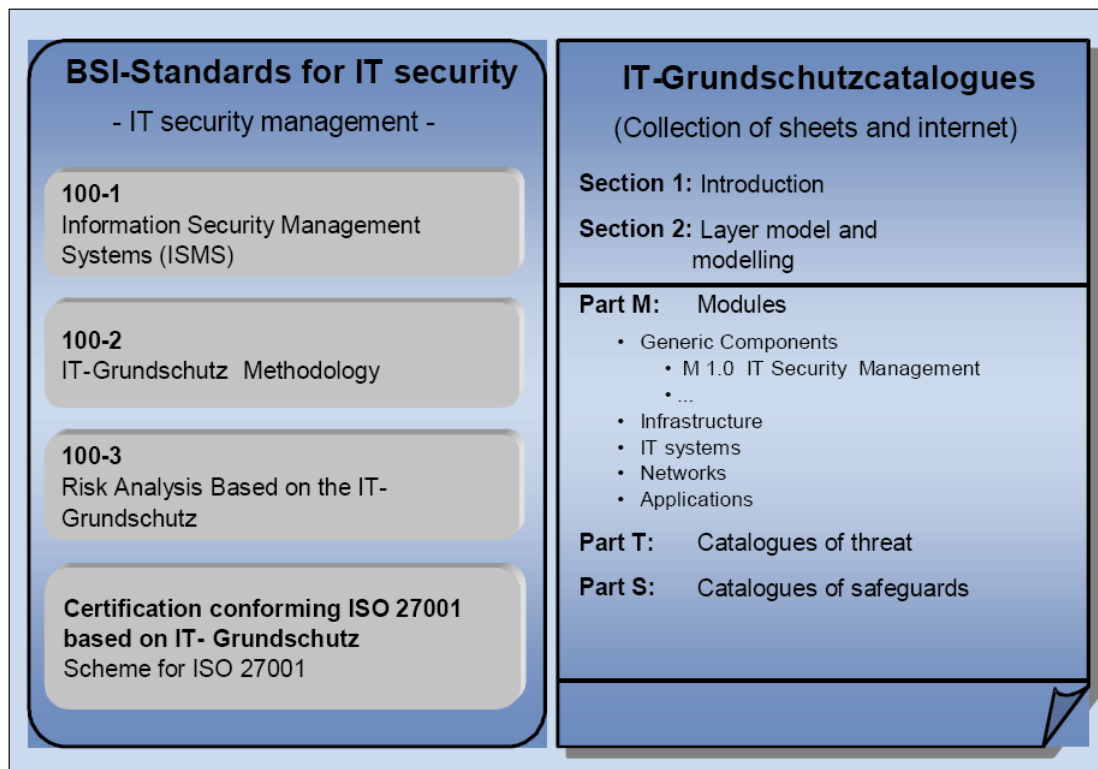 BSI-Standards for IT security
- IT security management -
100-1
Information Security Management
Systems (ISMS)
100-2
IT-Grundschutz Methodology
100-3
Risk Analysis Based on the IT-
Grundschutz
Certification conforming ISO 27001
based on IT- Grundschutz
Scheme for ISO 27001
IT-Grundschutzcatalogues
(Collection of sheets and internet)
Section 1: Introduction
Section 2: Layer model and
modelling
Part M: Modules
• Generic Components
• M 1.0 IT Security Management
• ...
• Infrastructure
• IT systems
• Networks
• Applications
Part T: Catalogues of threat
Part S: Catalogues of safeguards